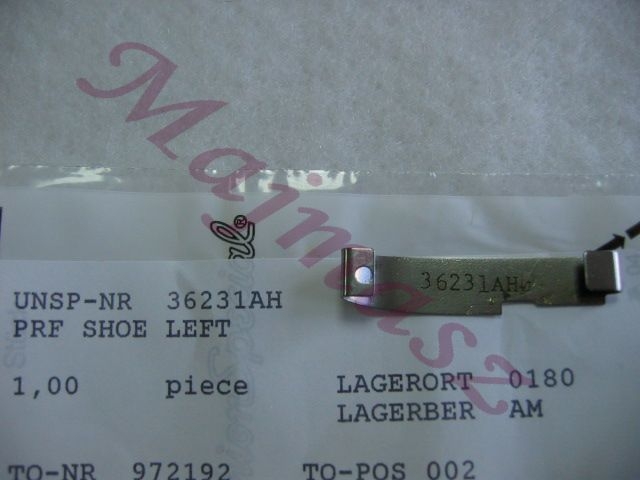 Majmasz
UNSP-NR 36231AH
PRF SHOE LEFT
36231AH
1,00 piece
LAGERORT 0180
LAGERBER AM
TO-NR 972192 TO-POS 002